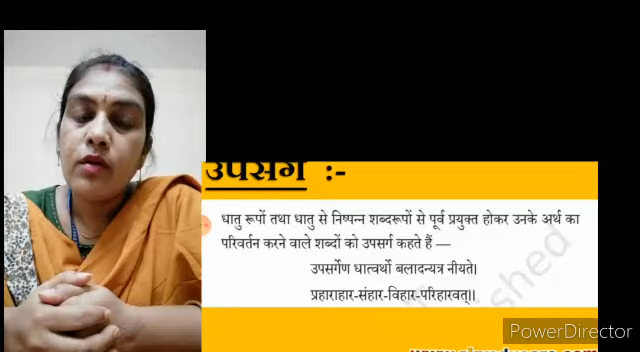 उपसर्ग :-
धातु रूपों तथा धातु से निष्पन्न शब्दरूपों से पूर्व प्रयुक्त होकर उनके अर्थ का
परिवर्तन करने वाले शब्दों को उपसर्ग कहते हैं —
उपसर्गेण धात्वर्थो बलादन्यत्र नीयते।
प्रहाराहार-संहार-विहार-परिहारवत्॥
PowerDirector